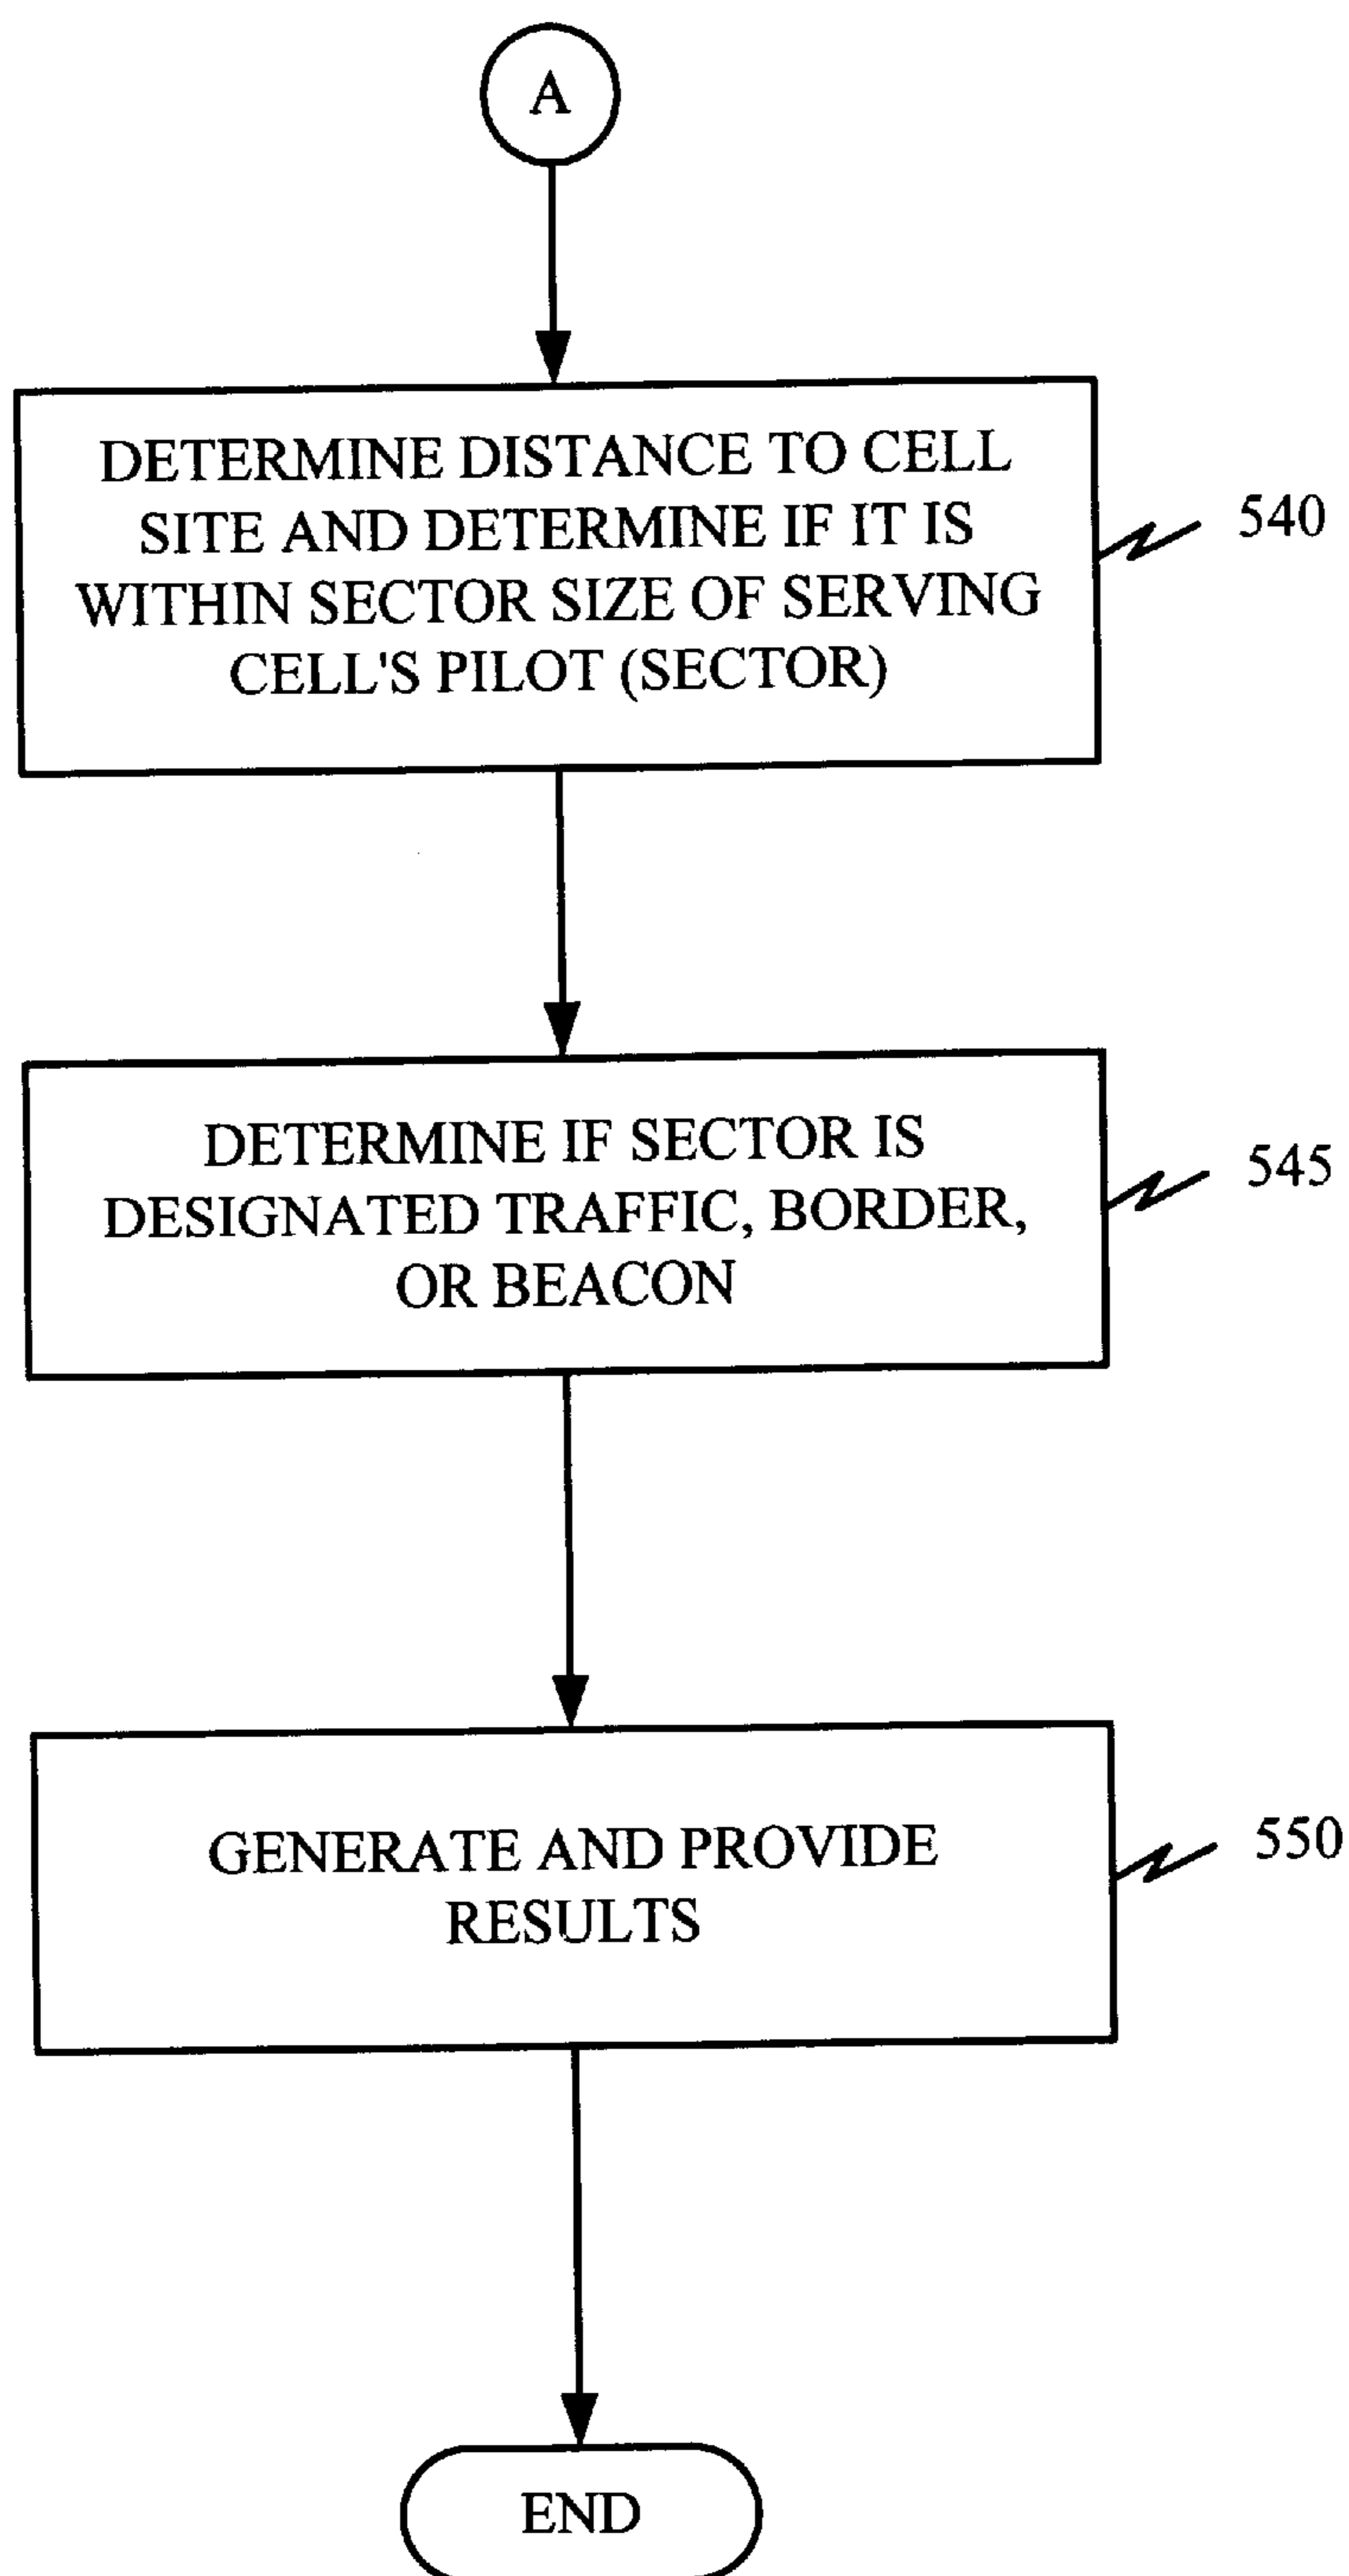 A
DETERMINE DISTANCE TO CELL
SITE AND DETERMINE IF IT IS
WITHIN SECTOR SIZE OF SERVING
CELL'S PILOT (SECTOR)
540
DETERMINE IF SECTOR IS
DESIGNATED TRAFFIC, BORDER,
OR BEACON
545
GENERATE AND PROVIDE
RESULTS
550
END